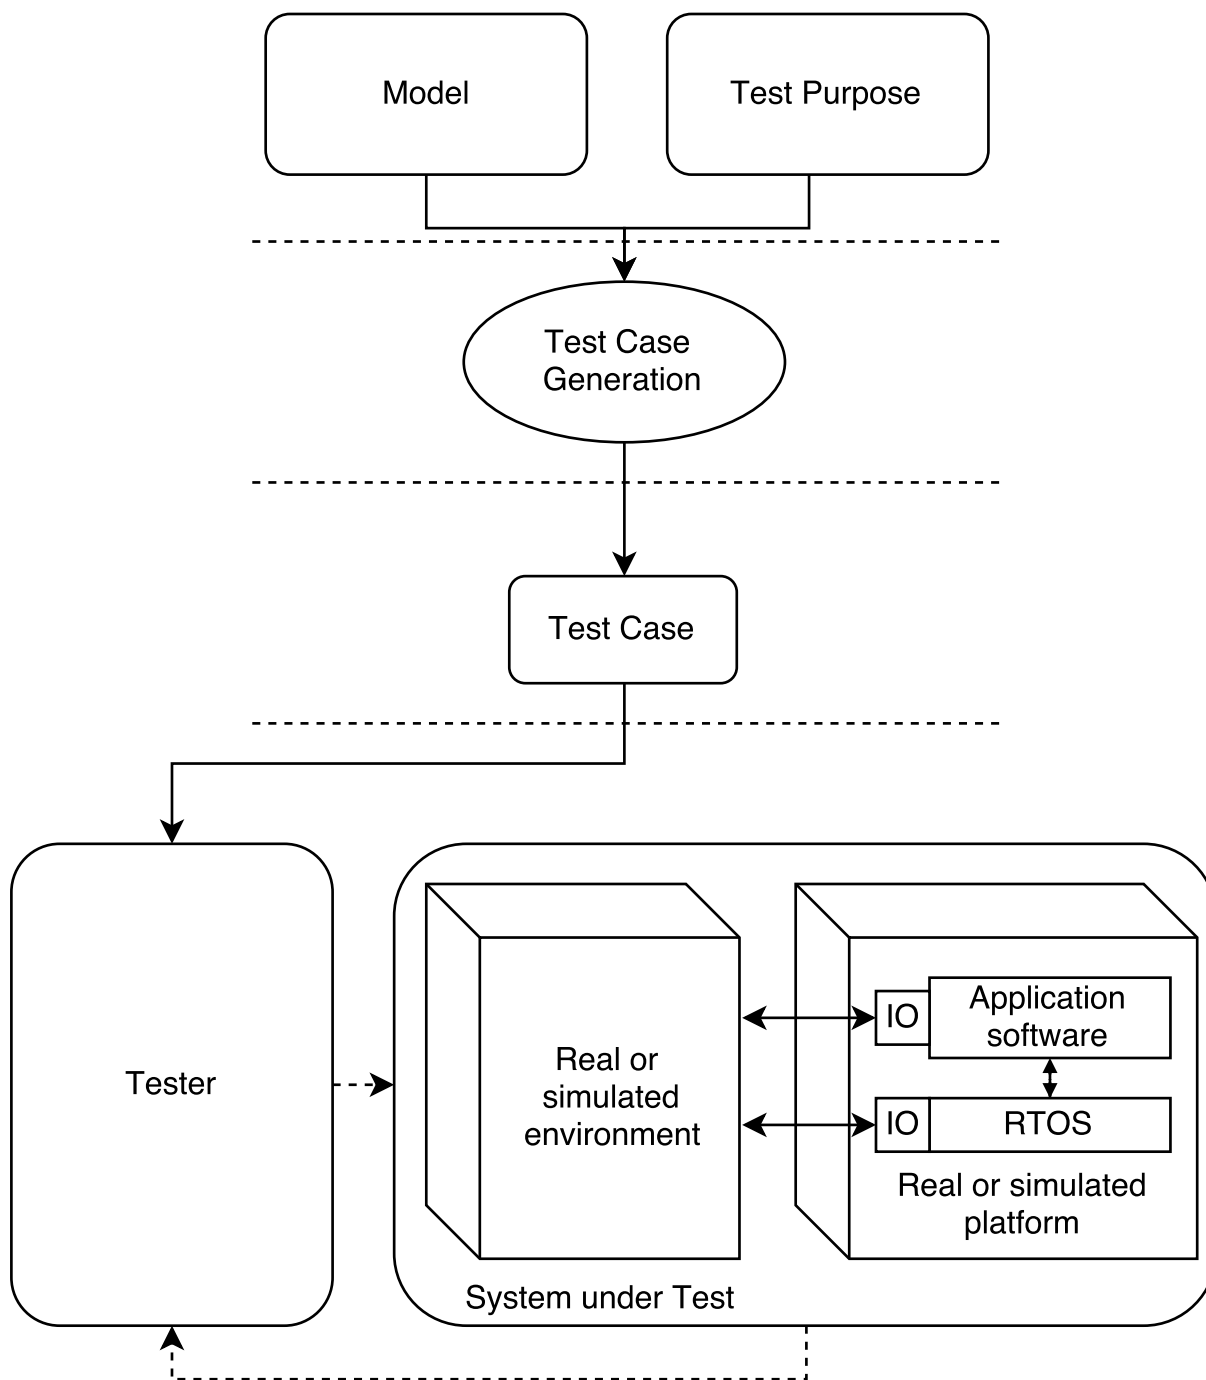 Model
Test Purpose
Test Case
Generation
Test Case
Tester
Real or
simulated
environment
IO
Application
software
IO
RTOS
Real or simulated
platform
System under Test